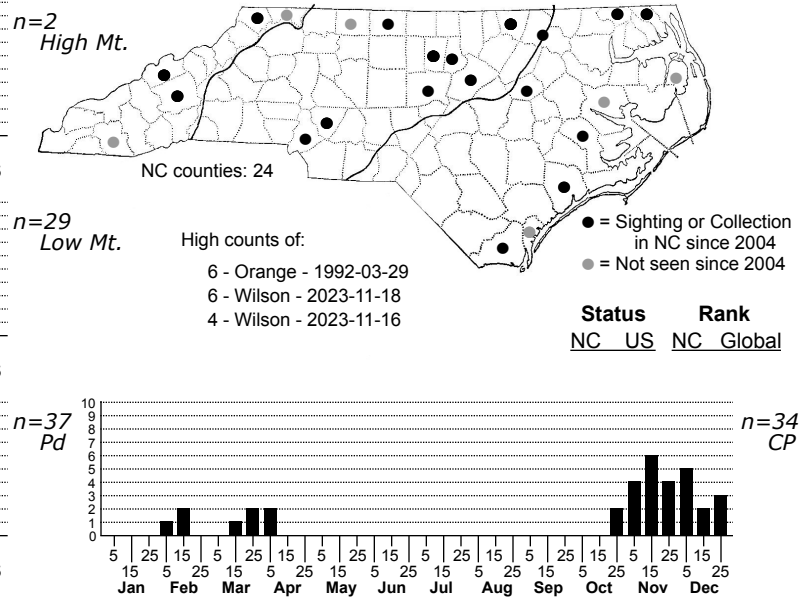 n=2
High Mt.
NC counties: 24
= Sighting or Collection
in NC since 2004
= Not seen since 2004
n=29
Low Mt.
High counts of:
6 - Orange - 1992-03-29
6 - Wilson - 2023-11-18
4 - Wilson - 2023-11-16
Status Rank
NC US NC Global
n=37
Pd
n=34
CP
10
9
8
7
6
5
4
3
2
1
0
5 25 15 5 25 15 5 25 15 5 25 15 5 25 15 5 25 15
15 5 25 15 5 25 15 5 25 15 5 25 15 5 25 15 5 25
Jan Feb Mar Apr May Jun Jul Aug Sep Oct Nov Dec